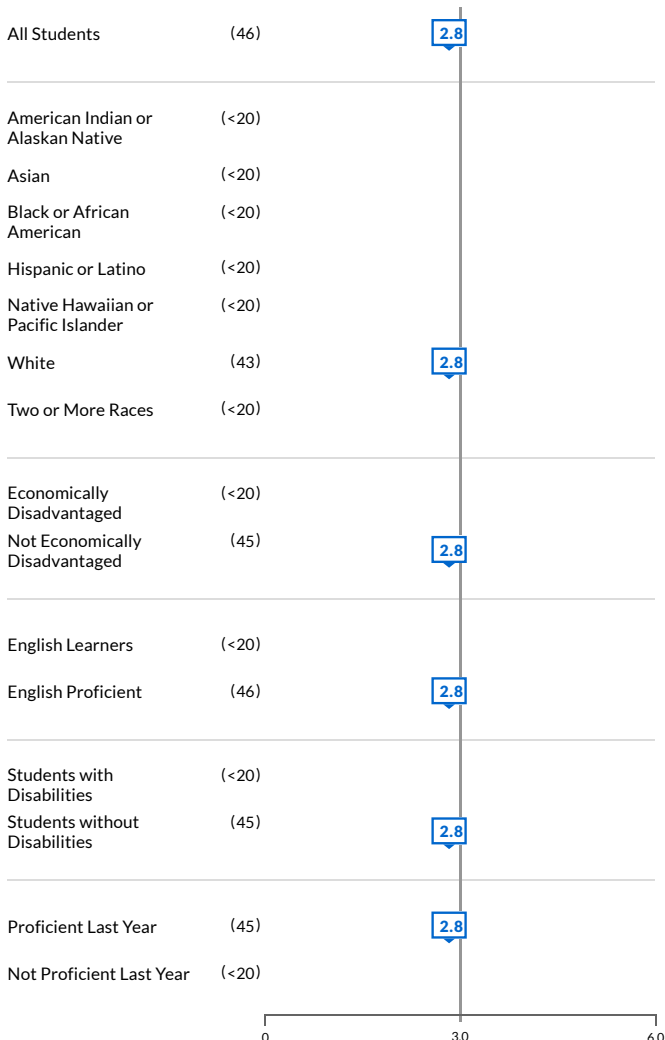 All Students (46) 2.8
American Indian or (<20)
Alaskan Native
Asian (<20)
Black or African (<20)
American
Hispanic or Latino (<20)
Native Hawaiian or (<20)
Pacific Islander
White (43) 2.8
Two or More Races (<20)
Economically (<20)
Disadvantaged
Not Economically (45) 2.8
Disadvantaged
English Learners (<20)
English Proficient (46) 2.8
Students with (<20)
Disabilities
Students without (45) 2.8
Disabilities
Proficient Last Year (45) 2.8
Not Proficient Last Year (<20)
0 3.0 6.0